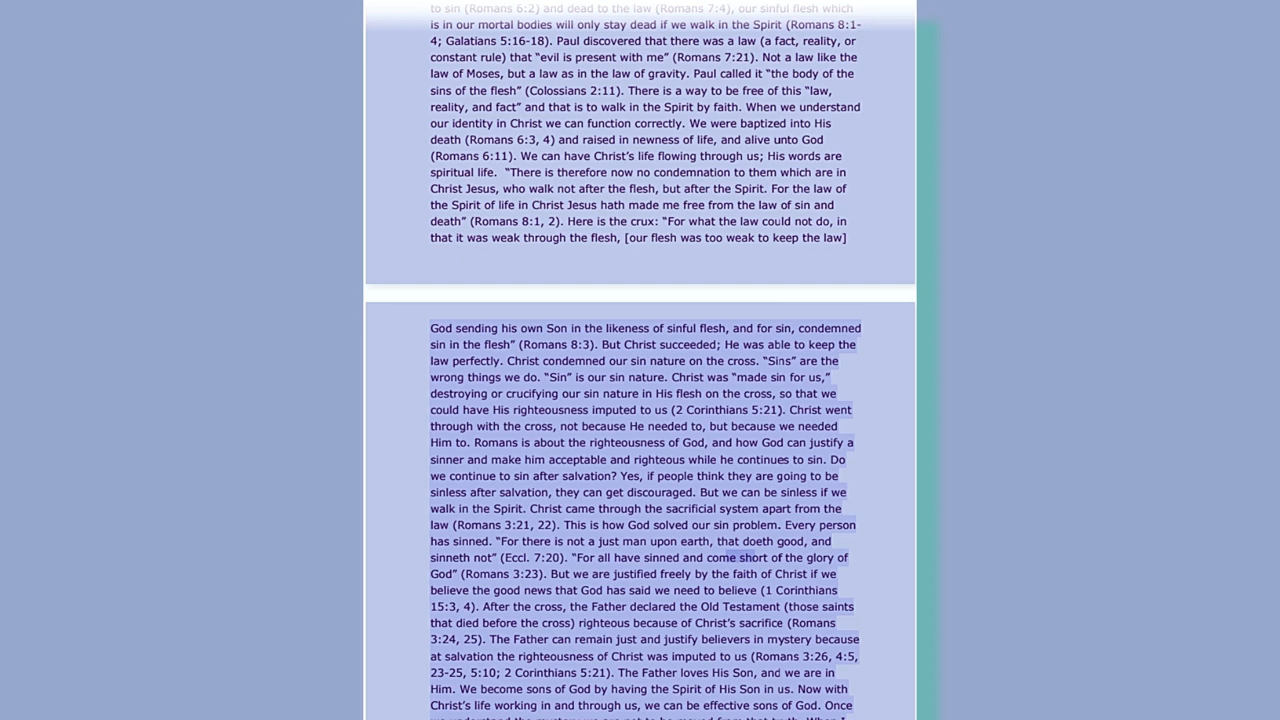 to sin (Romans 6:2) and dead to the law (Romans 7:4), our sinful flesh which
is in our mortal bodies will only stay dead if we walk in the Spirit (Romans 8:1-
4; Galatians 5:16-18). Paul discovered that there was a law (a fact, reality, or
constant rule) that “evil is present with me” (Romans 7:21). Not a law like the
law of Moses, but a law as in the law of gravity. Paul called it “the body of the
sins of the flesh” (Colossians 2:11). There is a way to be free of this “law,
reality, and fact” and that is to walk in the Spirit by faith. When we understand
our identity in Christ we can function correctly. We were baptized into His
death (Romans 6:3, 4) and raised in newness of life, and alive unto God
(Romans 6:11). We can have Christ’s life flowing through us; His words are
spiritual life.  “There is therefore now no condemnation to them which are in
Christ Jesus, who walk not after the flesh, but after the Spirit. For the law of
the Spirit of life in Christ Jesus hath made me free from the law of sin and
death” (Romans 8:1, 2). Here is the crux: “For what the law could not do, in
that it was weak through the flesh, [our flesh was too weak to keep the law]
God sending his own Son in the likeness of sinful flesh, and for sin, condemned
sin in the flesh” (Romans 8:3). But Christ succeeded; He was able to keep the
law perfectly. Christ condemned our sin nature on the cross. “Sins” are the
wrong things we do. “Sin” is our sin nature. Christ was “made sin for us,”
destroying or crucifying our sin nature in His flesh on the cross, so that we
could have His righteousness imputed to us (2 Corinthians 5:21). Christ went
through with the cross, not because He needed to, but because we needed
Him to. Romans is about the righteousness of God, and how God can justify a
sinner and make him acceptable and righteous while he continues to sin. Do
we continue to sin after salvation? Yes, if people think they are going to be
sinless after salvation, they can get discouraged. But we can be sinless if we
walk in the Spirit. Christ came through the sacrificial system apart from the
law (Romans 3:21, 22). This is how God solved our sin problem. Every person
has sinned. “For there is not a just man upon earth, that doeth good, and
sinneth not” (Eccl. 7:20). “For all have sinned and come short of the glory of
God” (Romans 3:23). But we are justified freely by the faith of Christ if we
believe the good news that God has said we need to believe (1 Corinthians
15:3, 4). After the cross, the Father declared the Old Testament (those saints
that died before the cross) righteous because of Christ’s sacrifice (Romans
3:24, 25). The Father can remain just and justify believers in mystery because
at salvation the righteousness of Christ was imputed to us (Romans 3:26, 4:5,
23-25, 5:10; 2 Corinthians 5:21). The Father loves His Son, and we are in
Him. We become sons of God by having the Spirit of His Son in us. Now with
Christ’s life working in and through us, we can be effective sons of God. Once